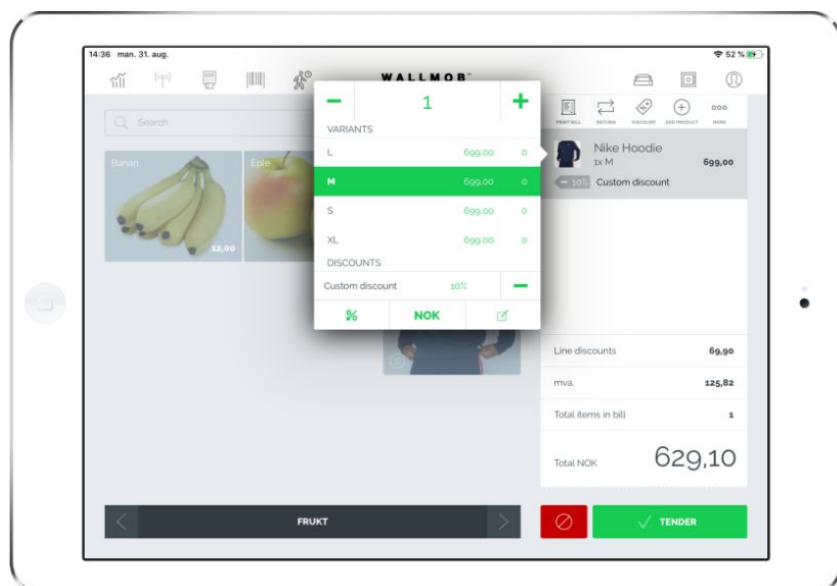 14:36 man. 31. aug.
52 %
WALLMOB
Search
Banan
12,00
Eple
1
VARIANTS
L 699,00 0
M 699,00 0
S 699,00 0
XL 699,00 0
DISCOUNTS
Custom discount 10%
% NOK
PRINT BILL RETURN DISCOUNT ADD PRODUCT MORE
Nike Hoodie
1x M 699,00
- 10% Custom discount
Line discounts 69,90
mva. 125,82
Total items in bill 1
Total NOK 629,10
FRUKT
TENDER